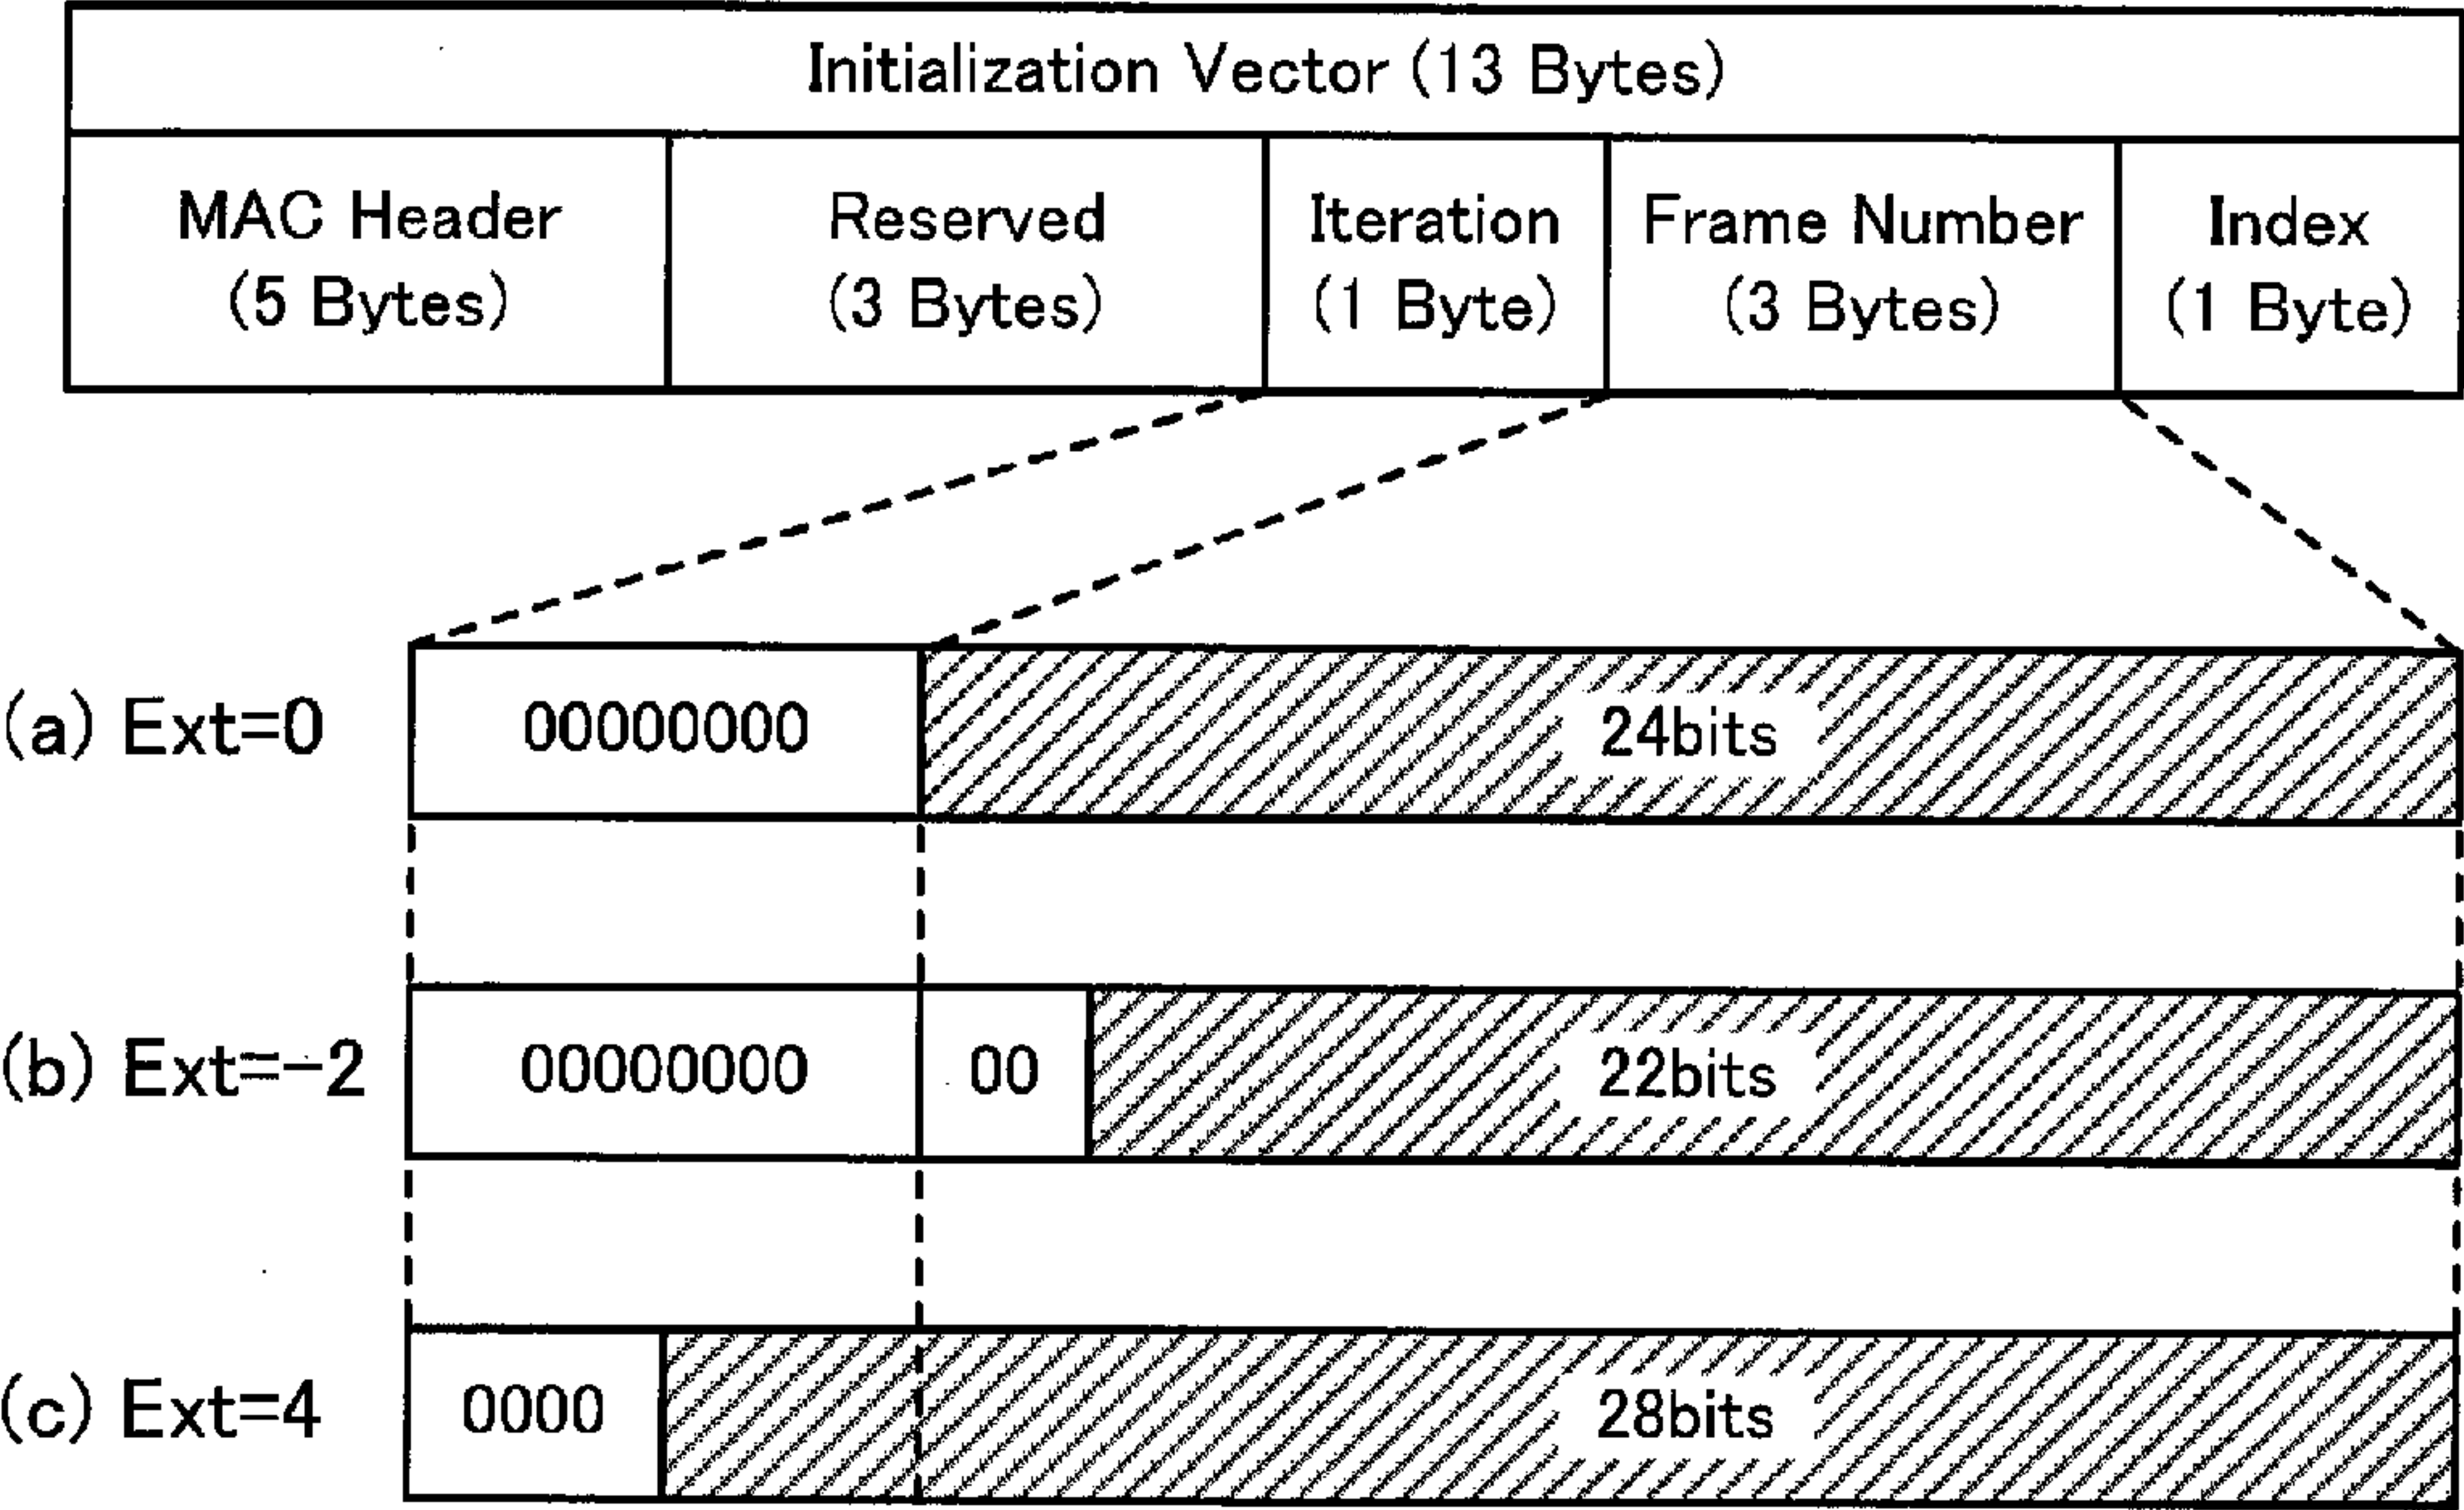 Initialization Vector (13 Bytes)
MAC Header
(5 Bytes)
Reserved
(3 Bytes)
Iteration
(1 Byte)
Frame Number
(3 Bytes)
Index
(1 Byte)
(a) Ext=0
00000000
24bits
(b) Ext=-2
00000000
00
22bits
(c) Ext=4
0000
28bits